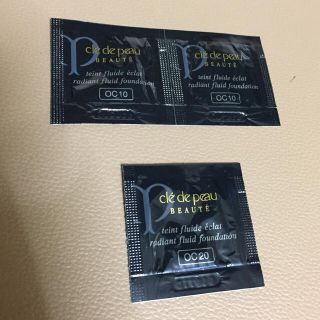 clé de peau
BEAUTÉ
teint fluide éclat
radiant fluid foundation
OC10
clé de peau
BEAUTÉ
teint fluide éclat
radiant fluid foundation
OC10
clé de peau
BEAUTÉ
teint fluide éclat
radiant fluid foundation
OC20